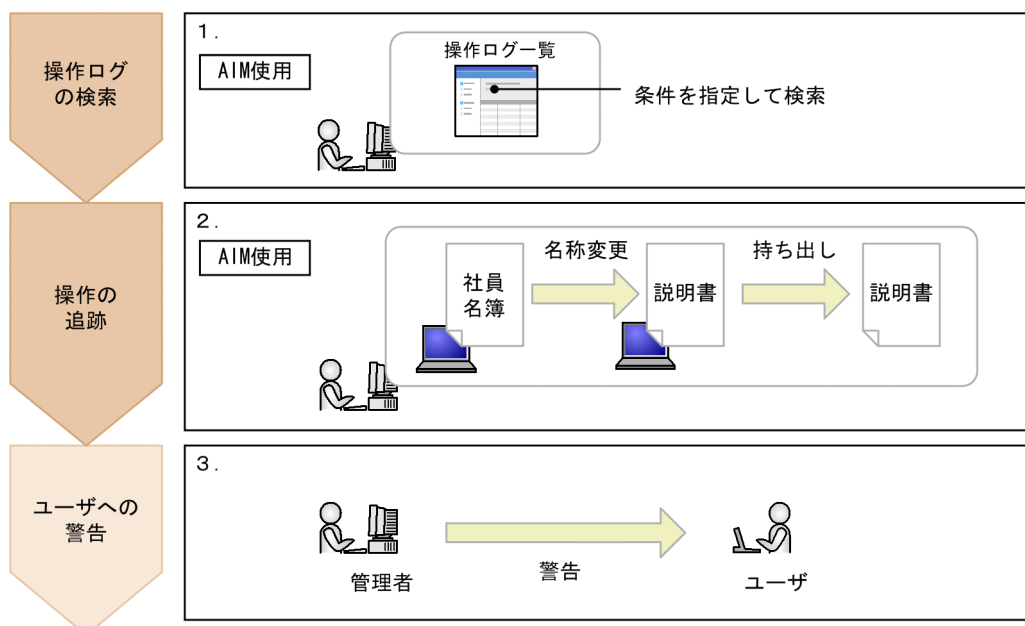 操作ログ
の検索
1.
AIM使用
操作ログ一覧
条件を指定して検索
操作の
追跡
2.
AIM使用
社員
名簿
名称変更
説明書
持ち出し
説明書
ユーザへの
警告
3.
管理者
警告
ユーザ